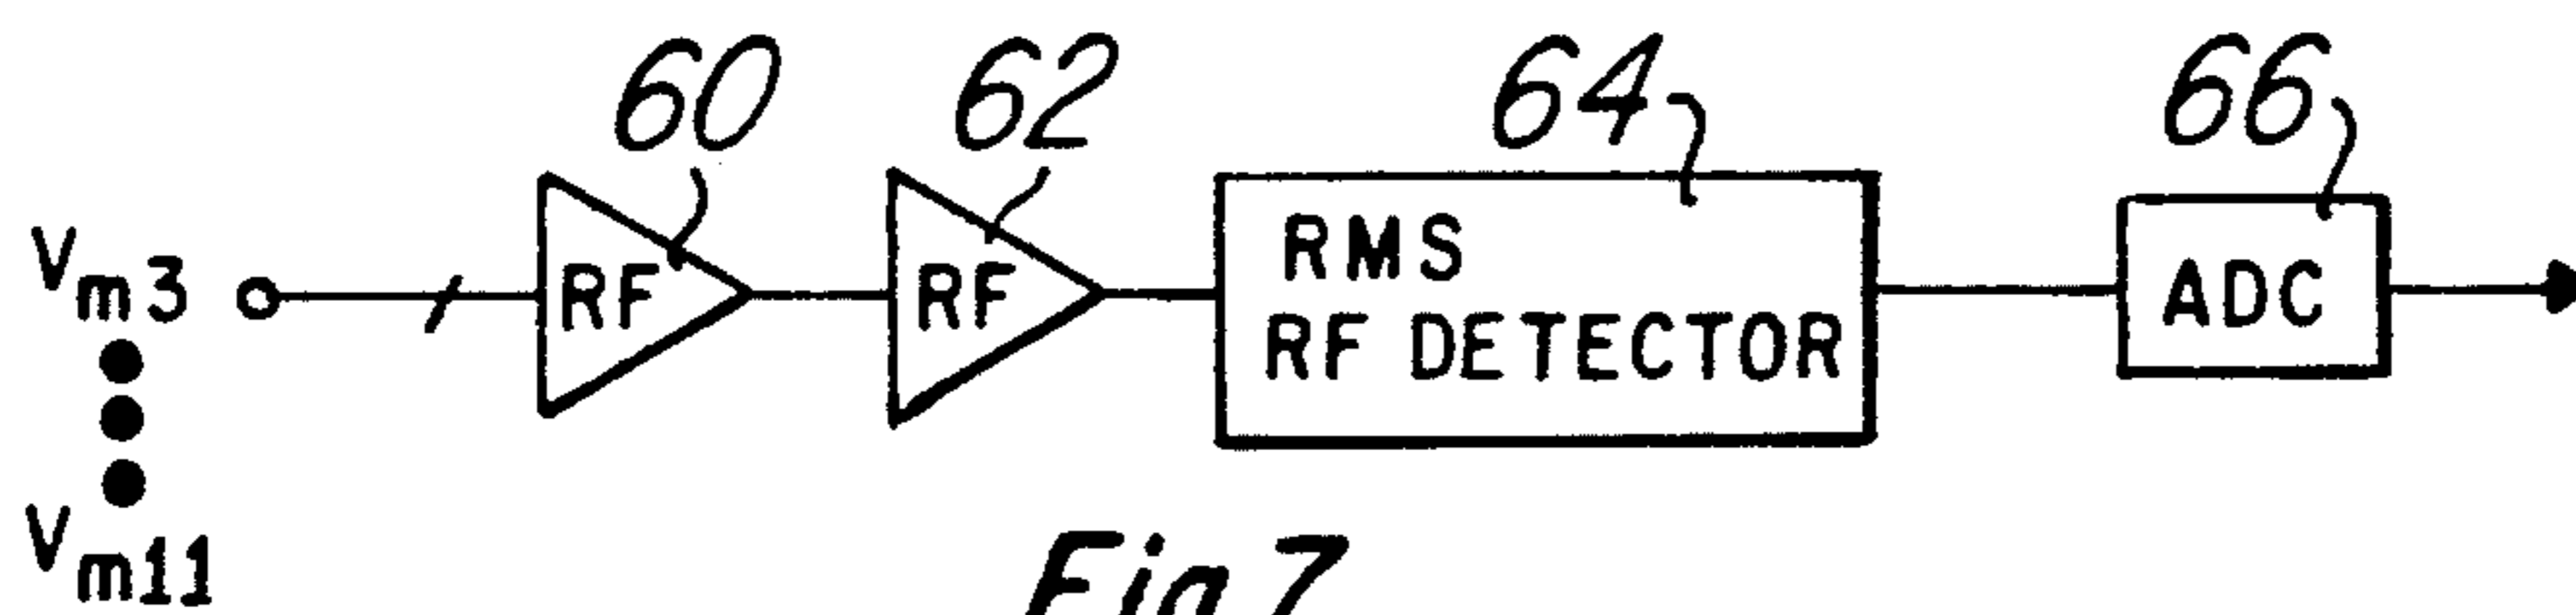 60
62
64
66
Vm3
RF
RF
RMS
RF DETECTOR
ADC
Vm11
Fig 7